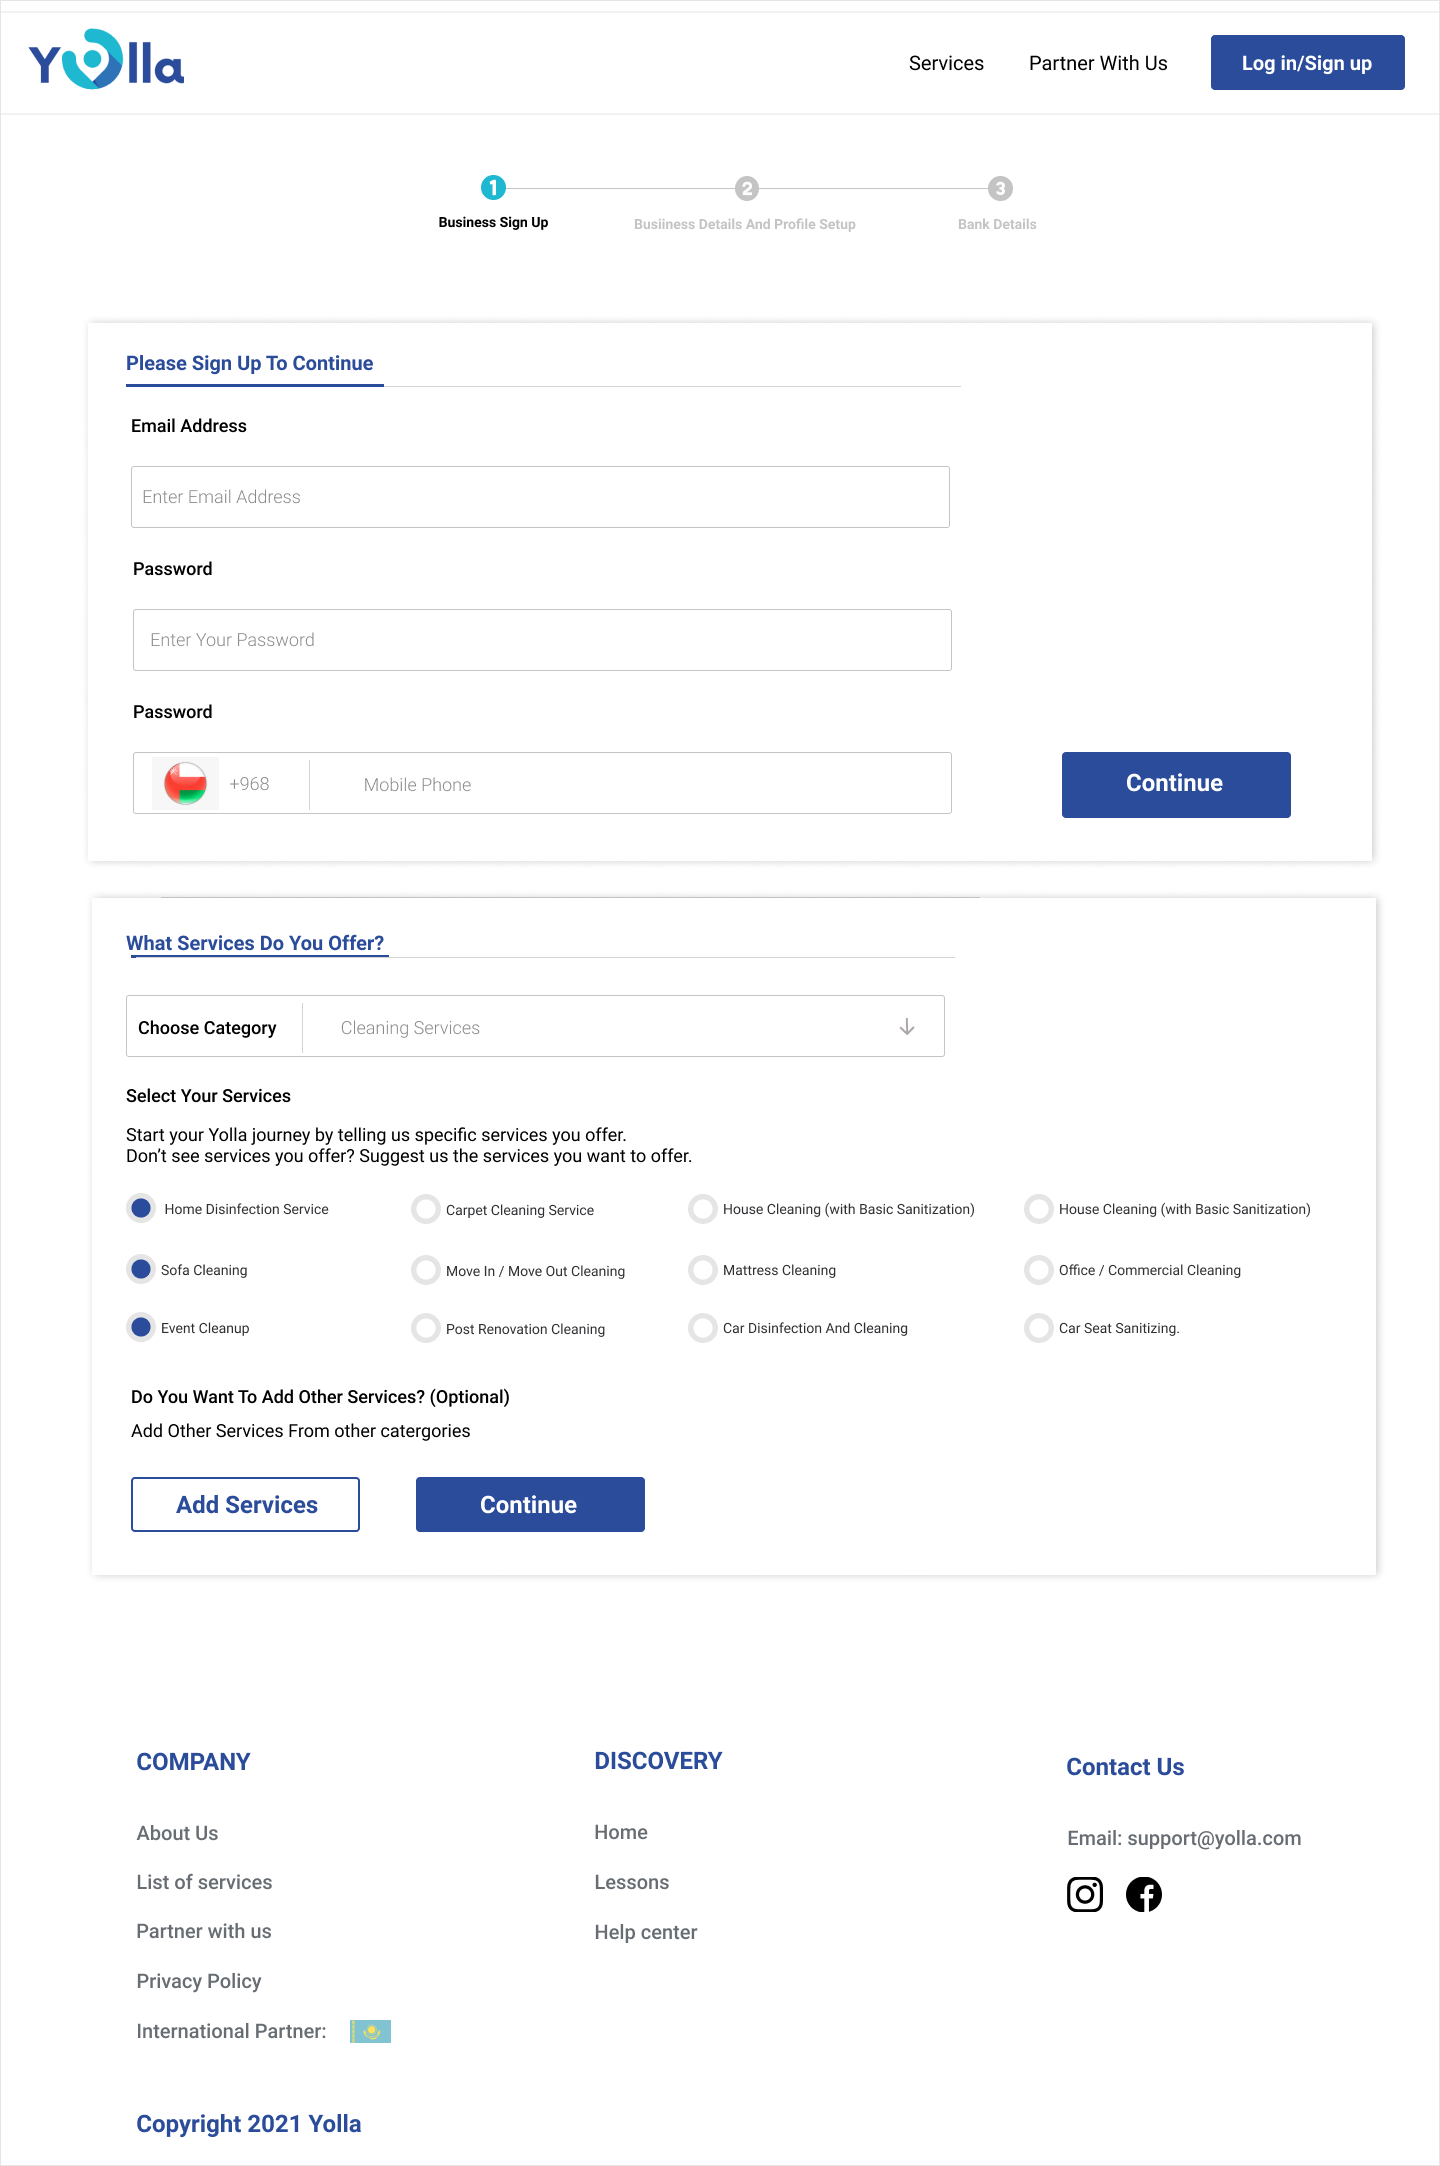 Yolla
Services
Partner With Us
Log in/Sign up
1
2
3
Business Sign Up
Busiiness Details And Profile Setup
Bank Details
Please Sign Up To Continue
Email Address
Enter Email Address
Password
Enter Your Password
Password
+968
Mobile Phone
Continue
What Services Do You Offer?
Choose Category
Cleaning Services
Select Your Services
Start your Yolla journey by telling us specific services you offer.
Don’t see services you offer? Suggest us the services you want to offer.
Home Disinfection Service
Carpet Cleaning Service
House Cleaning (with Basic Sanitization)
House Cleaning (with Basic Sanitization)
Sofa Cleaning
Move In / Move Out Cleaning
Mattress Cleaning
Office / Commercial Cleaning
Event Cleanup
Post Renovation Cleaning
Car Disinfection And Cleaning
Car Seat Sanitizing.
Do You Want To Add Other Services? (Optional)
Add Other Services From other catergories
Add Services
Continue
COMPANY
About Us
List of services
Partner with us
Privacy Policy
International Partner:
DISCOVERY
Home
Lessons
Help center
Contact Us
Email: support@yolla.com
Copyright 2021 Yolla